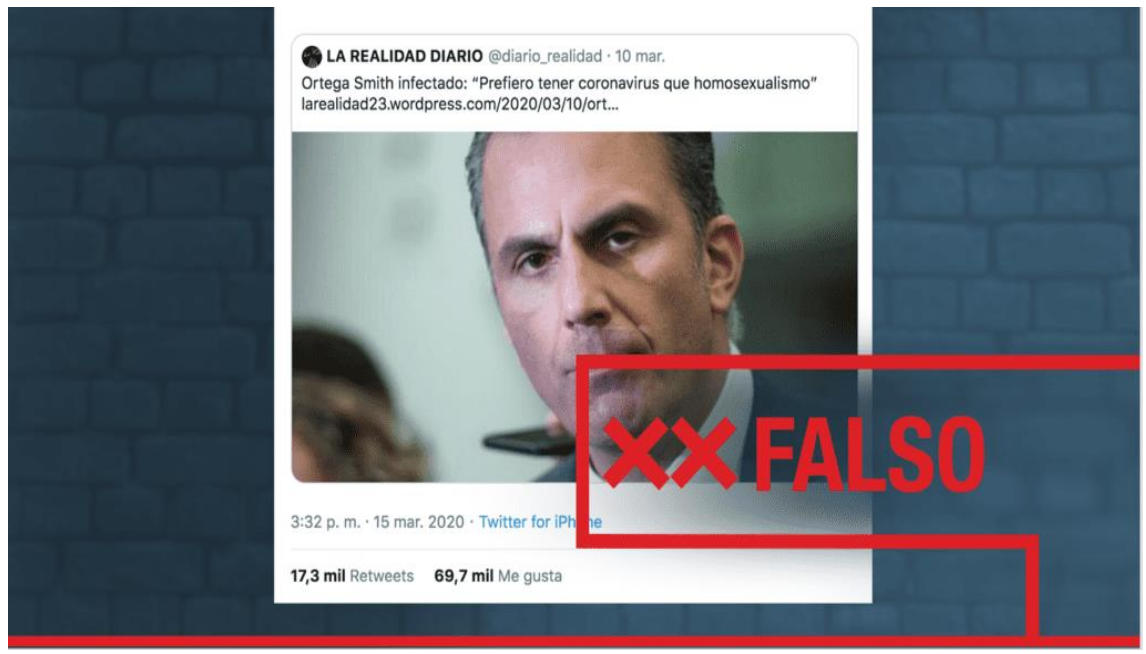 LA REALIDAD DIARIO @diario_realidad · 10 mar.
Ortega Smith infectado: “Prefiero tener coronavirus que homosexualismo”
larealidad23.wordpress.com/2020/03/10/ort...
XX FALSO
3:32 p. m. · 15 mar. 2020 · Twitter for iPhone
17,3 mil Retweets 69,7 mil Me gusta